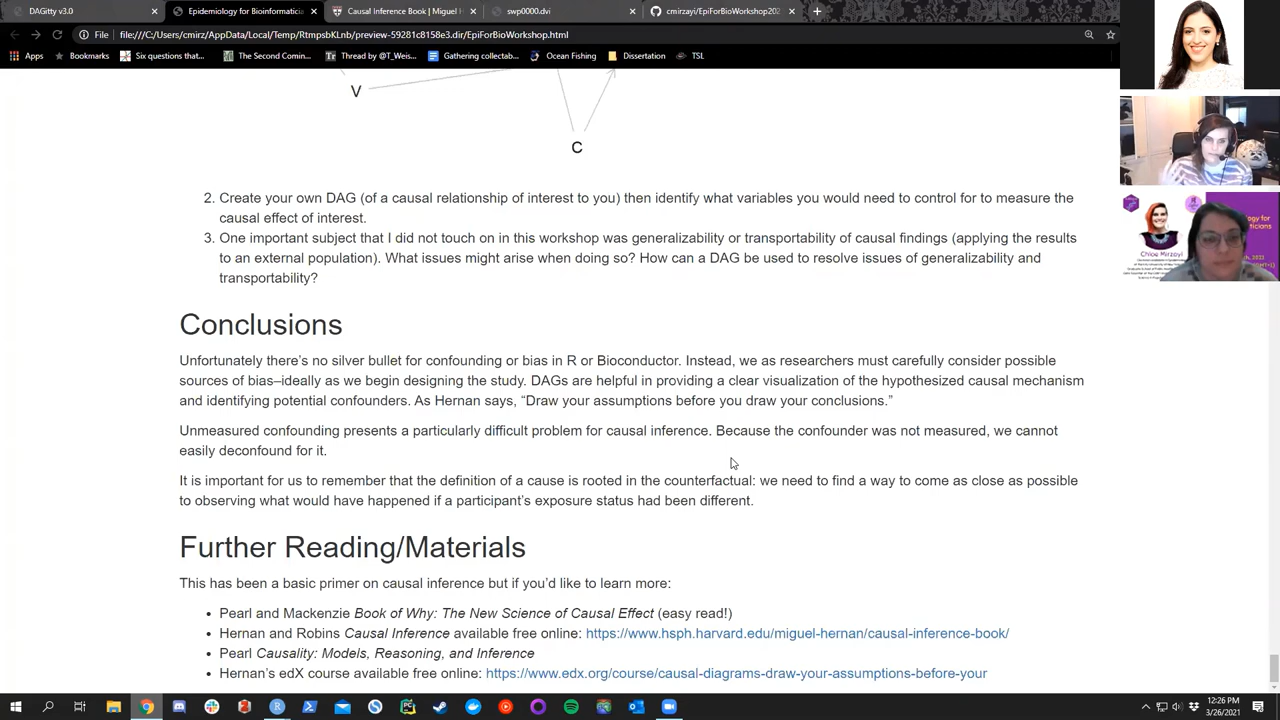 DAGitty v3.0
Epidemiology for Bioinformatician
Causal Inference Book | Miguel H
swp0000.dvi
cmirzayi/EpiForBioWorkshop202
File
file:///C:/Users/cmirz/AppData/Local/Temp/RtmpsbKLnb/preview-59281c8158e3.dir/EpiForBioWorkshop.html
Apps
Bookmarks
Six questions that...
The Second Comin...
Thread by @T_Weis...
Gathering collectab...
Ocean Fishing
Dissertation
TSL
V
C
2. Create your own DAG (of a causal relationship of interest to you) then identify what variables you would need to control for to measure the
causal effect of interest.
3. One important subject that I did not touch on in this workshop was generalizability or transportability of causal findings (applying the results
to an external population). What issues might arise when doing so? How can a DAG be used to resolve issues of generalizability and
transportability?
Conclusions
Unfortunately there’s no silver bullet for confounding or bias in R or Bioconductor. Instead, we as researchers must carefully consider possible
sources of bias–ideally as we begin designing the study. DAGs are helpful in providing a clear visualization of the hypothesized causal mechanism
and identifying potential confounders. As Hernan says, “Draw your assumptions before you draw your conclusions.”
Unmeasured confounding presents a particularly difficult problem for causal inference. Because the confounder was not measured, we cannot
easily deconfound for it.
It is important for us to remember that the definition of a cause is rooted in the counterfactual: we need to find a way to come as close as possible
to observing what would have happened if a participant’s exposure status had been different.
Further Reading/Materials
This has been a basic primer on causal inference but if you’d like to learn more:
• Pearl and Mackenzie Book of Why: The New Science of Causal Effect (easy read!)
• Hernan and Robins Causal Inference available free online: https://www.hsph.harvard.edu/miguel-hernan/causal-inference-book/
• Pearl Causality: Models, Reasoning, and Inference
• Hernan’s edX course available free online: https://www.edx.org/course/causal-diagrams-draw-your-assumptions-before-your
Chloe Mirzayi
12:26 PM
3/26/2021